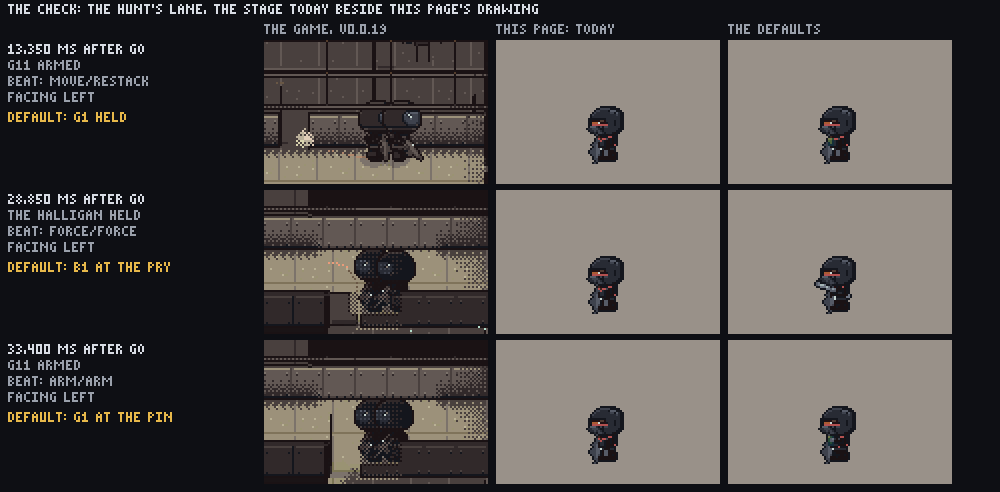 THE CHECK: THE HUNT'S LANE. THE STAGE TODAY BESIDE THIS PAGE'S DRAWING
THE GAME. V0.0.19
THIS PAGE: TODAY
THE DEFAULTS
13.350 MS AFTER GO
G11 ARMED
BEAT: MOVE/RESTACK
FACING LEFT
DEFAULT: G1 HELD
28.850 MS AFTER GO
THE HALLIGAN HELD
BEAT: FORCE/FORCE
FACING LEFT
DEFAULT: B1 AT THE PRY
33.400 MS AFTER GO
G11 ARMED
BEAT: ARM/ARM
FACING LEFT
DEFAULT: G1 AT THE PIN